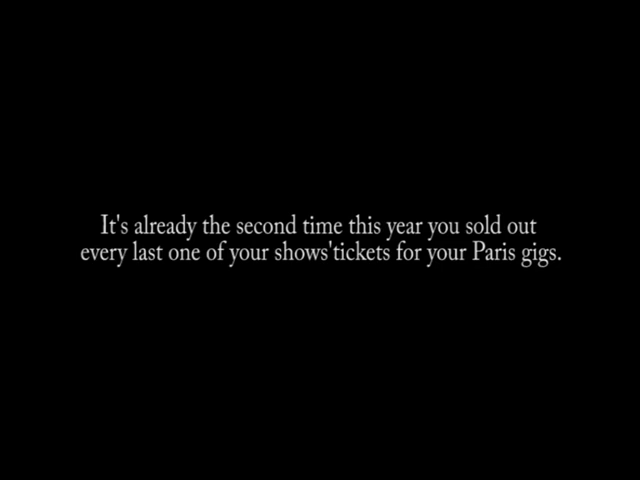 It's already the second time this year you sold out
every last one of your shows'tickets for your Paris gigs.